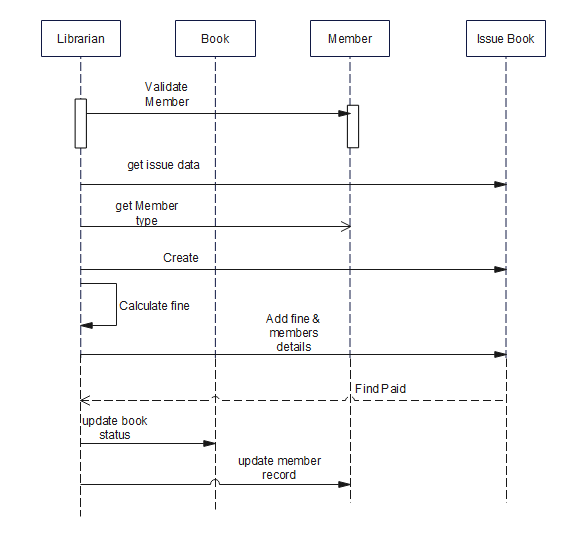 Librarian
Book
Member
Issue Book
Validate
Member
get issue data
get Member
type
Create
Calculate fine
Add fine &
members
details
Find Paid
update book
status
update member
record